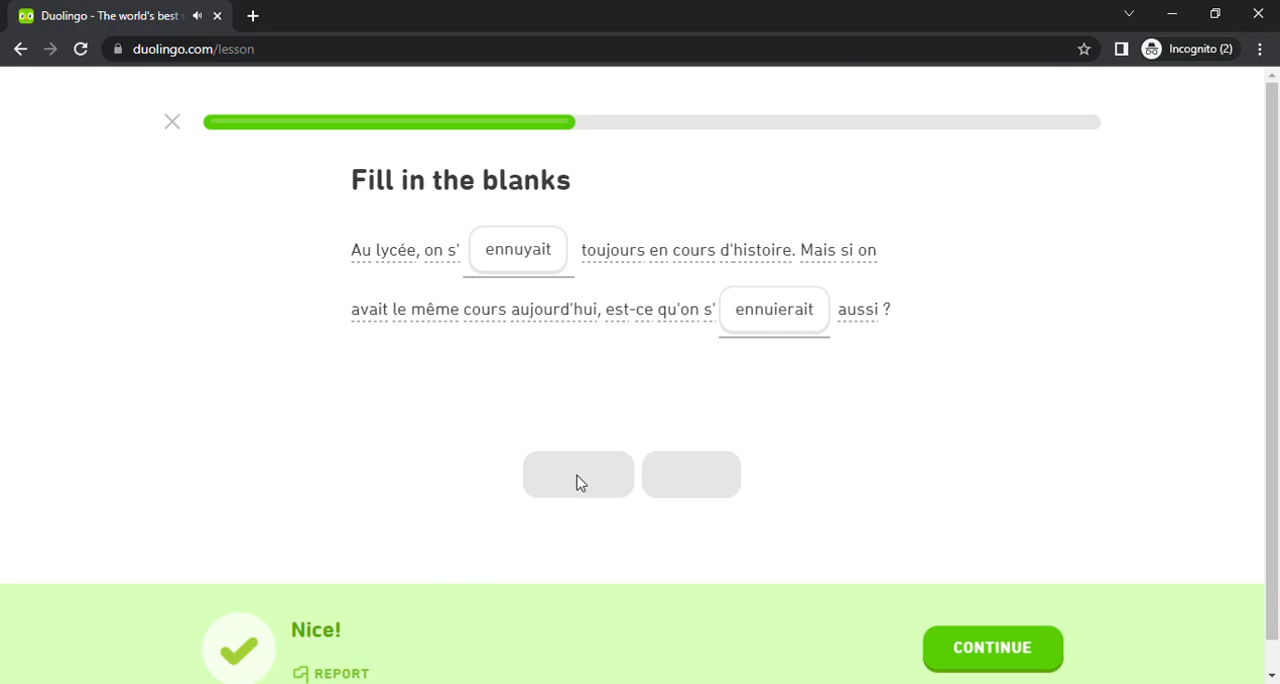 Duolingo - The world's best
duolingo.com/lesson
Incognito (2)
Fill in the blanks
Au lycée, on s' ennuyait toujours en cours d'histoire. Mais si on
avait le même cours aujourd'hui, est-ce qu'on s' ennuierait aussi ?
Nice!
REPORT
CONTINUE